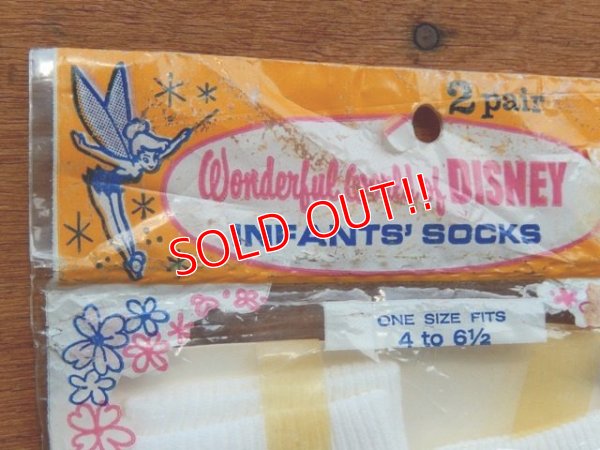 2 pair
Wonderful World of DISNEY
SOLD OUT!!
INFANTS' SOCKS
ONE SIZE FITS
4 to 6½